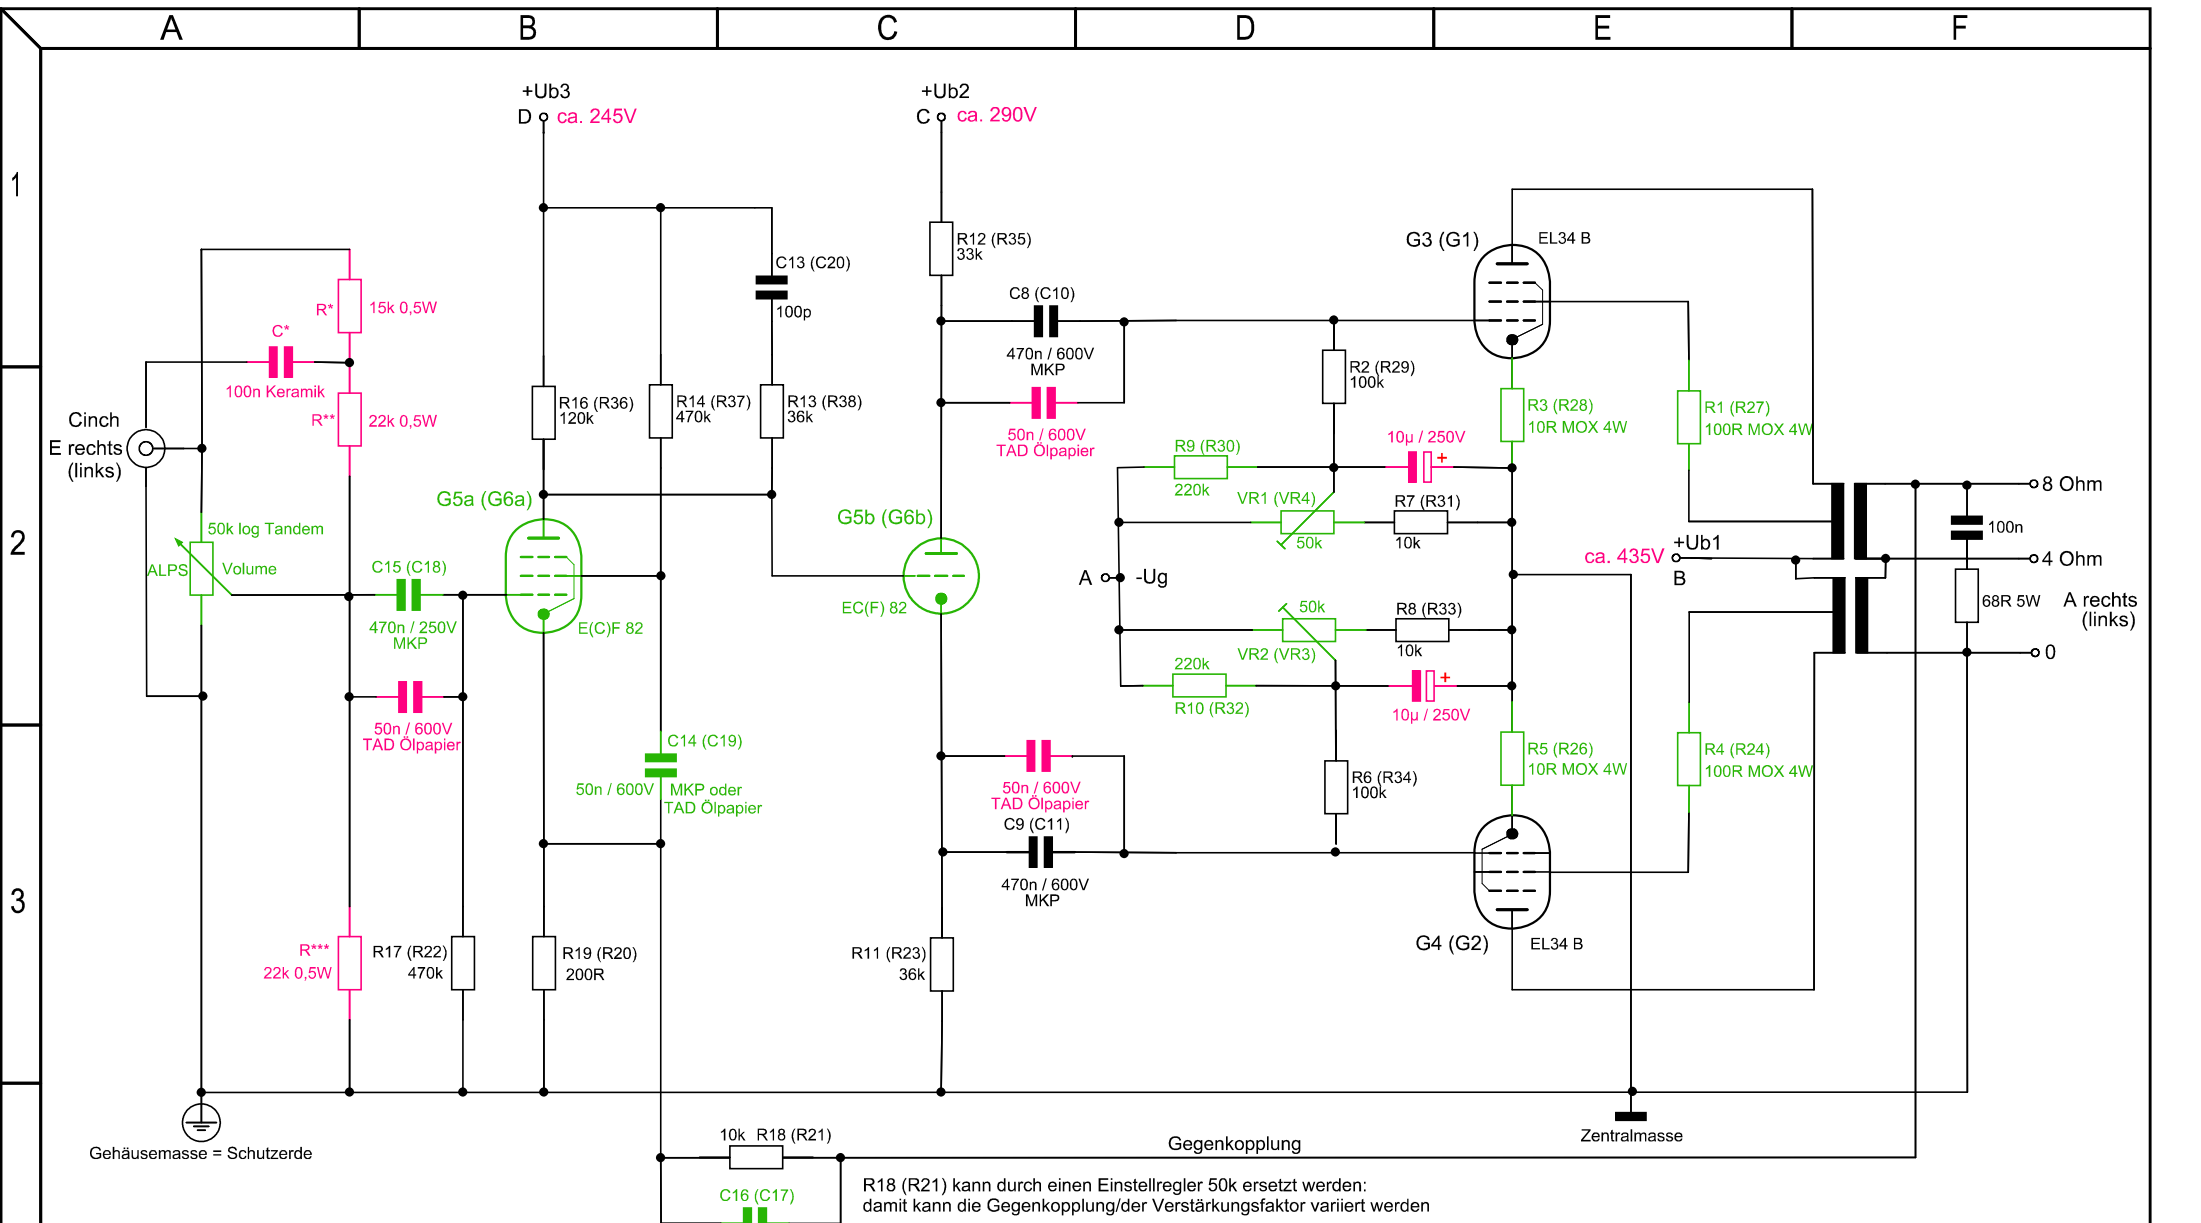 A
B
C
D
E
F
1
2
3
+Ub3
D
ca. 245V
+Ub2
C
ca. 290V
R*
15k 0,5W
C*
100n Keramik
R**
22k 0,5W
Cinch
E rechts
(links)
50k log Tandem
ALPS
Volume
C15 (C18)
470n / 250V
MKP
50n / 600V
TAD Ölpapier
R***
22k 0,5W
R17 (R22)
470k
Gehäusemasse = Schutzerde
R16 (R36)
120k
R14 (R37)
470k
C13 (C20)
100p
R13 (R38)
36k
G5a (G6a)
E(C)F 82
C14 (C19)
50n / 600V
MKP oder
TAD Ölpapier
R19 (R20)
200R
R12 (R35)
33k
C8 (C10)
470n / 600V
MKP
50n / 600V
TAD Ölpapier
G5b (G6b)
EC(F) 82
50n / 600V
TAD Ölpapier
C9 (C11)
470n / 600V
MKP
R11 (R23)
36k
R2 (R29)
100k
R9 (R30)
220k
10µ / 250V
+
VR1 (VR4)
50k
R7 (R31)
10k
A
-Ug
50k
VR2 (VR3)
R8 (R33)
10k
220k
R10 (R32)
+
10µ / 250V
R6 (R34)
100k
G3 (G1)
EL34 B
R3 (R28)
10R MOX 4W
R1 (R27)
100R MOX 4W
ca. 435V
+Ub1
B
R5 (R26)
10R MOX 4W
R4 (R24)
100R MOX 4W
G4 (G2)
EL34 B
8 Ohm
100n
4 Ohm
68R 5W
A rechts
(links)
0
Zentralmasse
10k R18 (R21)
Gegenkopplung
C16 (C17)
R18 (R21) kann durch einen Einstellregler 50k ersetzt werden:
damit kann die Gegenkopplung/der Verstärkungsfaktor variiert werden